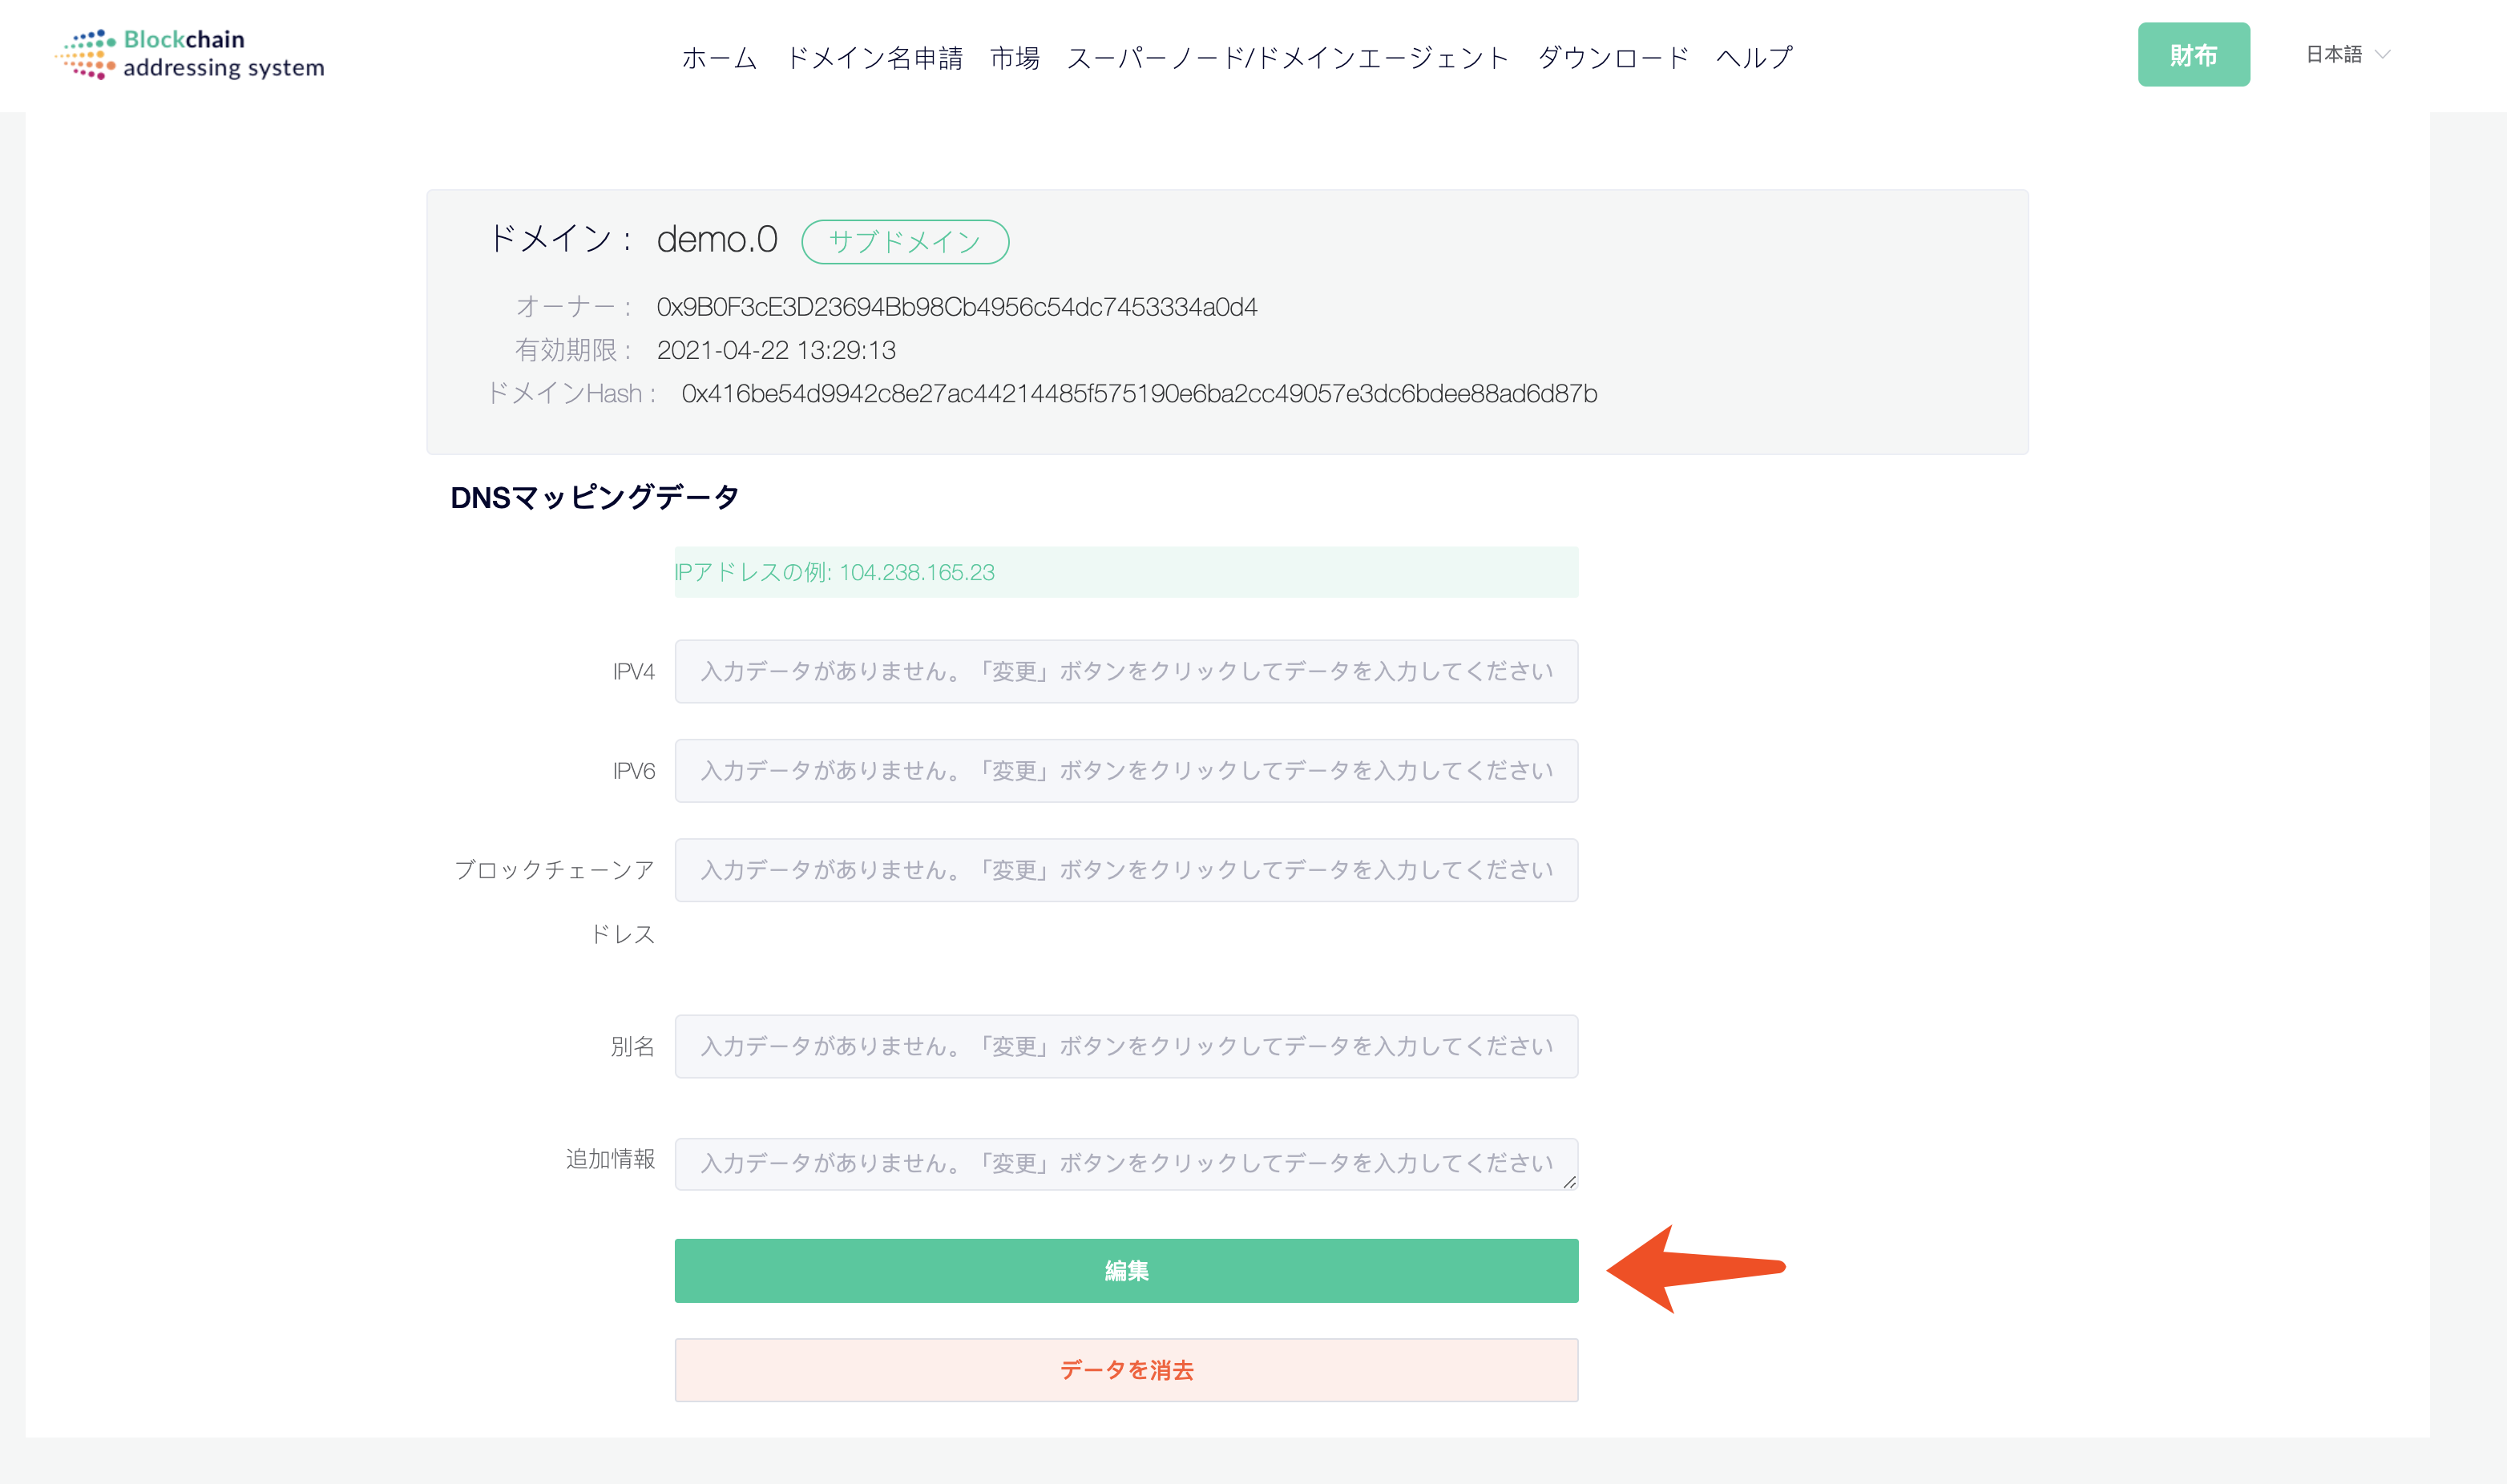 Blockchain
addressing system
ホーム ドメイン名申請 市場 スーパーノード/ドメインエージェント ダウンロード ヘルプ
財布
日本語
ドメイン： demo.0 サブドメイン
オーナー： 0x9B0F3cE3D23694Bb98Cb4956c54dc7453334a0d4
有効期限： 2021-04-22 13:29:13
ドメインHash： 0x416be54d9942c8e27ac44214485f575190e6ba2cc49057e3dc6bdee88ad6d87b
DNSマッピングデータ
IPアドレスの例: 104.238.165.23
IPV4 入力データがありません。「変更」ボタンをクリックしてデータを入力してください
IPV6 入力データがありません。「変更」ボタンをクリックしてデータを入力してください
ブロックチェーンア 入力データがありません。「変更」ボタンをクリックしてデータを入力してください
ドレス
別名 入力データがありません。「変更」ボタンをクリックしてデータを入力してください
追加情報 入力データがありません。「変更」ボタンをクリックしてデータを入力してください
編集
データを消去